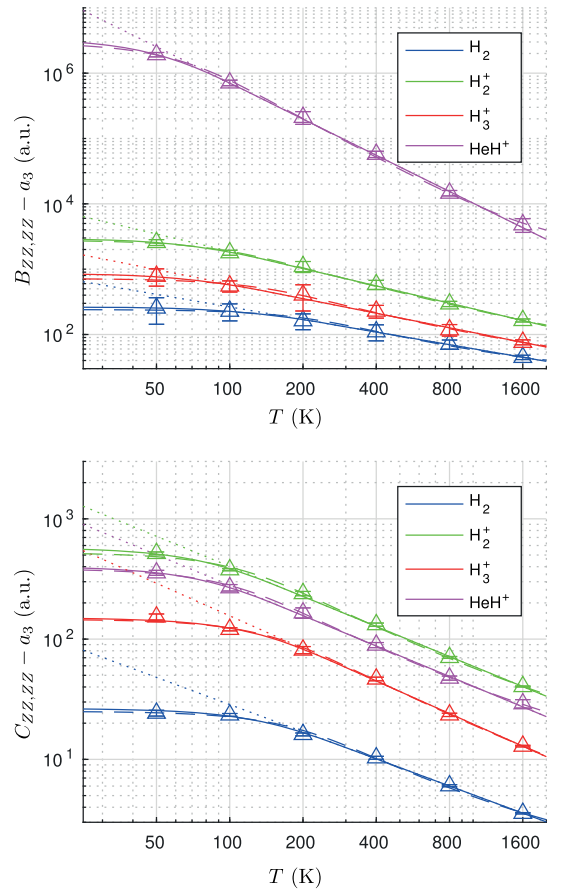 10^6
10^4
10^2
B_{ZZ,ZZ} − a_3 (a.u.)
H_2
H_2^+
H_3^+
HeH^+
50 100 200 400 800 1600
T (K)
10^3
10^2
10^1
C_{ZZ,ZZ} − a_3 (a.u.)
H_2
H_2^+
H_3^+
HeH^+
50 100 200 400 800 1600
T (K)